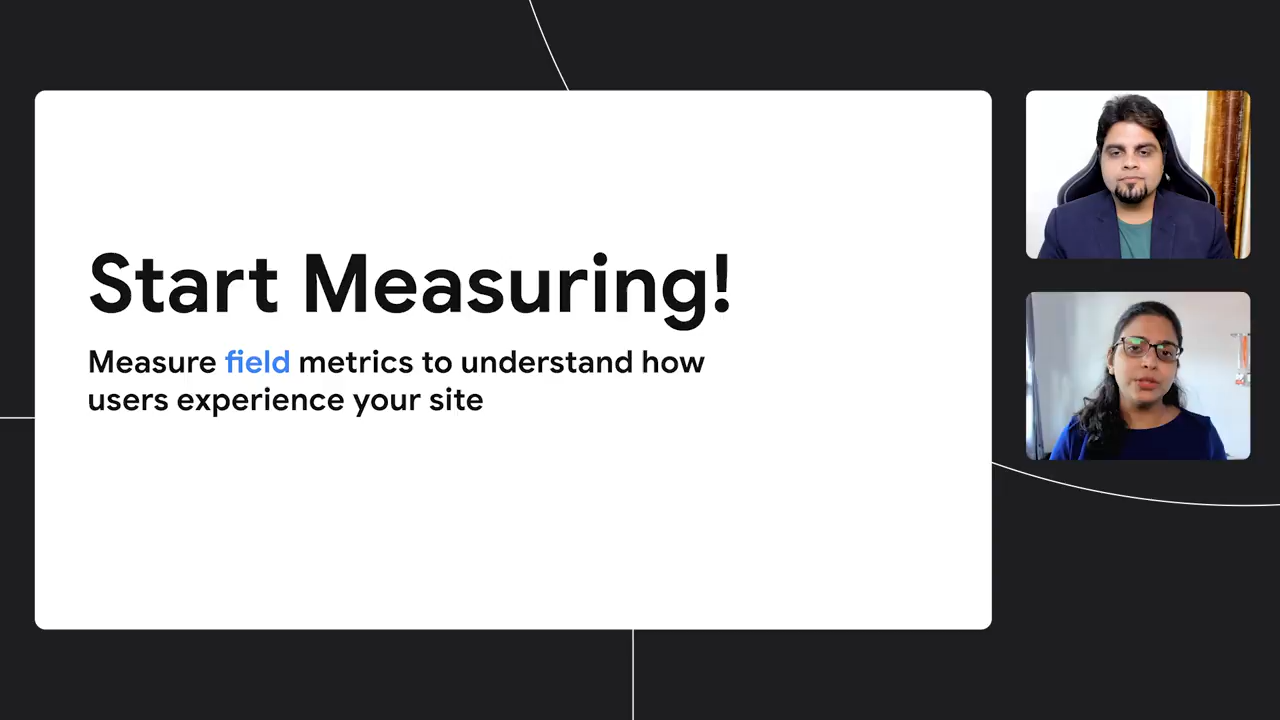 Start Measuring!
Measure field metrics to understand how
users experience your site